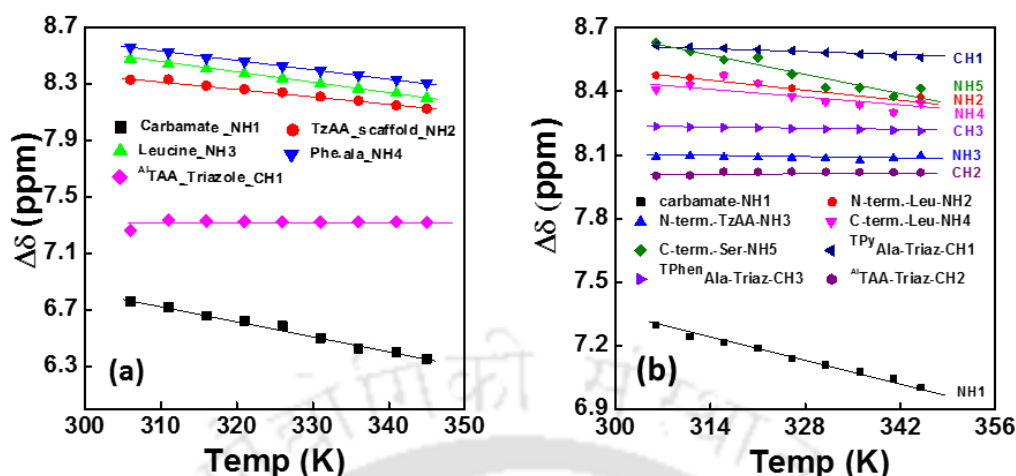 8.7
8.3
7.9
7.5
7.1
6.7
6.3
Δδ (ppm)
Carbamate_NH1
TzAA_scaffold_NH2
Leucine_NH3
Phe.ala_NH4
AlTAA_Triazole_CH1
(a)
300 310 320 330 340 350
Temp (K)
8.7
8.4
8.1
7.8
7.5
7.2
6.9
Δδ (ppm)
CH1
NH5
NH2
NH4
CH3
NH3
CH2
carbamate-NH1
N-term.-Leu-NH2
N-term.-TzAA-NH3
C-term.-Leu-NH4
C-term.-Ser-NH5
TPyAla-Triaz-CH1
TPhenAla-Triaz-CH3
AlTAA-Triaz-CH2
(b)
NH1
300 314 328 342 356
Temp (K)